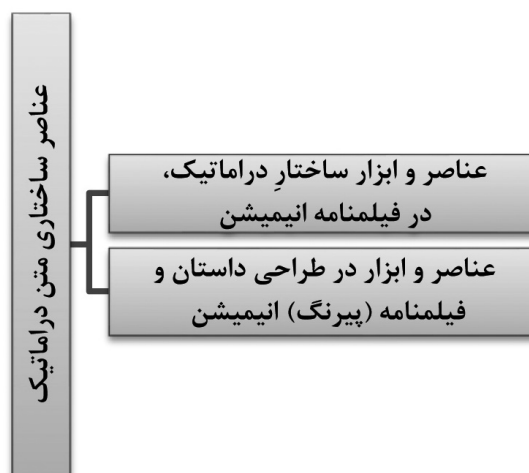 عناصر ساختاری متن دراماتیک
عناصر و ابزار ساختارِ دراماتیک،
در فیلمنامه انیمیشن
عناصر و ابزار در طراحی داستان و
فیلمنامه (پیرنگ) انیمیشن